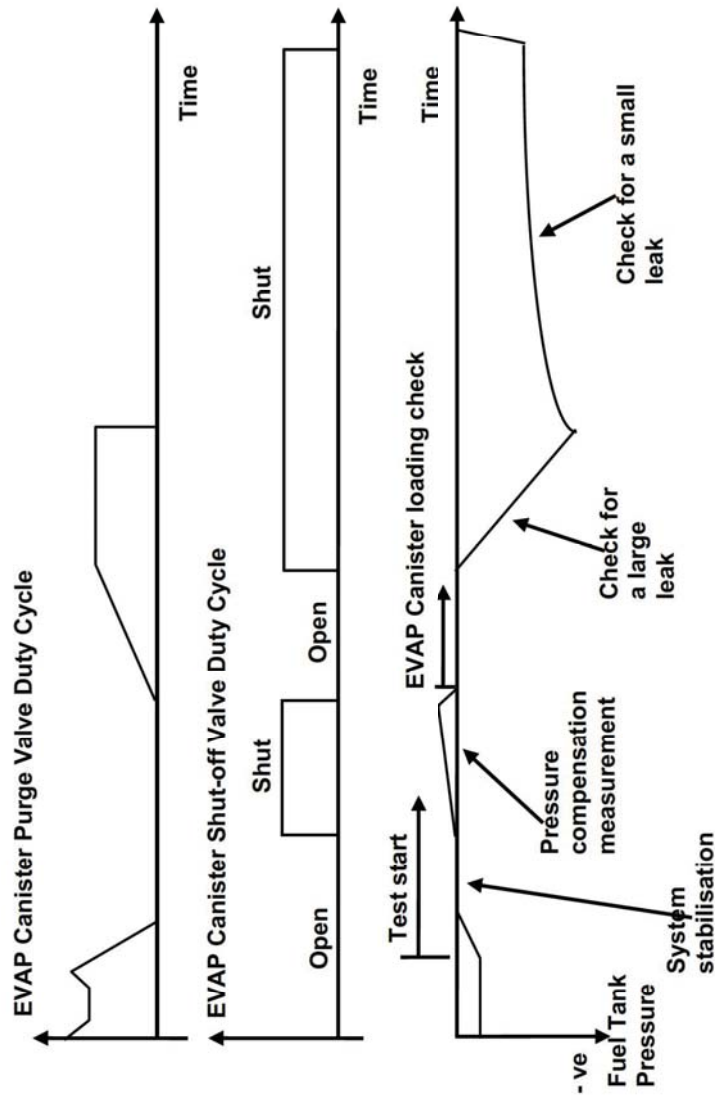 EVAP Canister Purge Valve Duty Cycle
Time
EVAP Canister Shut-off Valve Duty Cycle
Open
Shut
Open
Shut
Time
Test start
EVAP Canister loading check
Time
- ve
Fuel Tank
Pressure
System
stabilisation
Pressure
compensation
measurement
Check for
a large
leak
Check for a small
leak